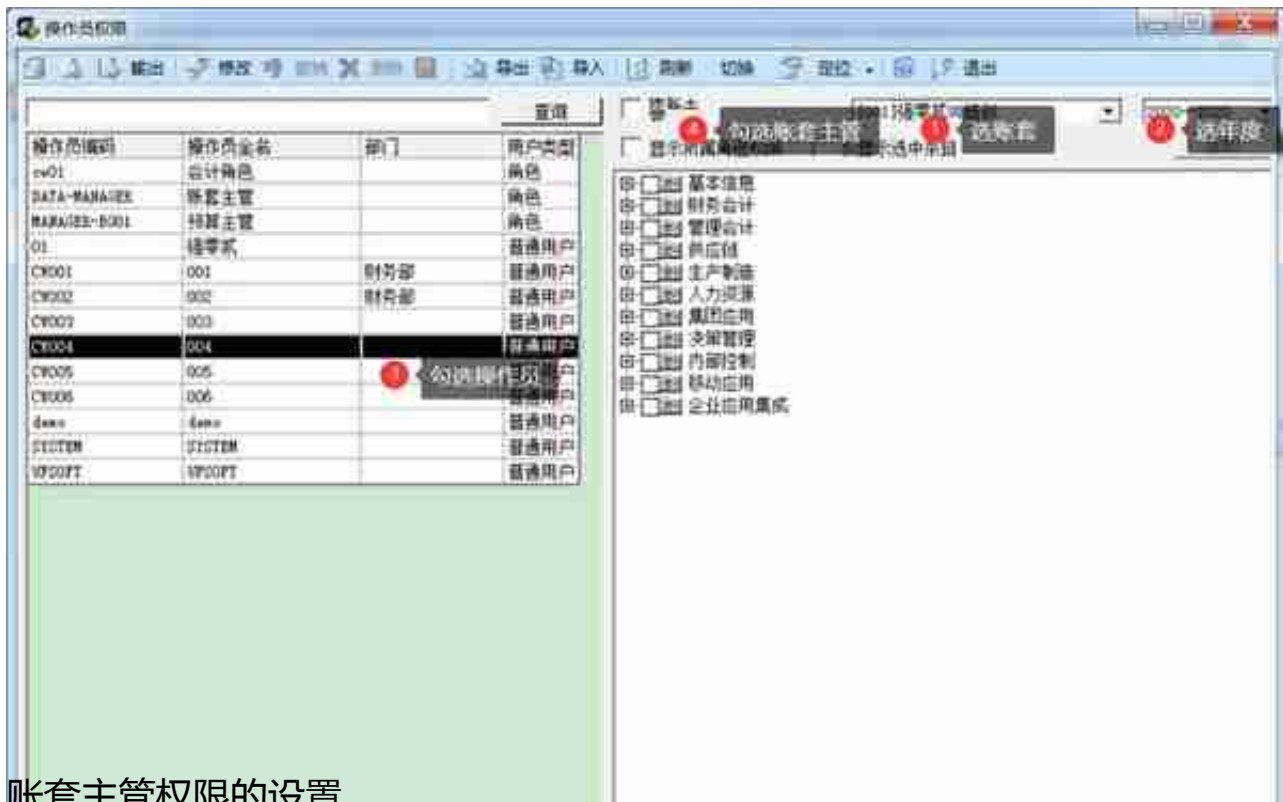 操作员权限
输出 修改 导出 导入 刷新 切换 定位 退出
查询
④ 勾选账套主管 ① 选账套 ② 选年度
操作员编码 操作员全名 部门 用户类型
cw01 会计角色 角色
DATA-MANAGER 账套主管 角色
MANAGER-BG01 预算主管 角色
01 普通用户
CW001 001 财务部 普通用户
CW002 002 财务部 普通用户
CW003 003 普通用户
CW004 004 普通用户
CW005 005
③ 勾选操作员
CW006 006 普通用户
demo demo 普通用户
SYSTEM SYSTEM 普通用户
UFSOFT UFSOFT 普通用户
基本信息
财务会计
管理会计
供应链
生产制造
人力资源
集团应用
决策管理
内部控制
移动应用
企业应用集成
账套主管权限的设置